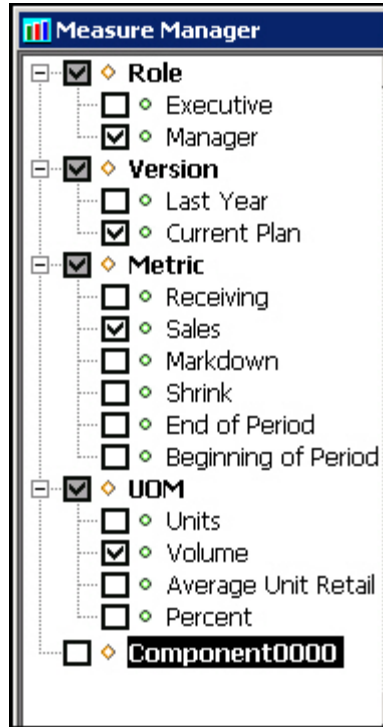 Measure Manager
Role
Executive
Manager
Version
Last Year
Current Plan
Metric
Receiving
Sales
Markdown
Shrink
End of Period
Beginning of Period
UOM
Units
Volume
Average Unit Retail
Percent
Component0000